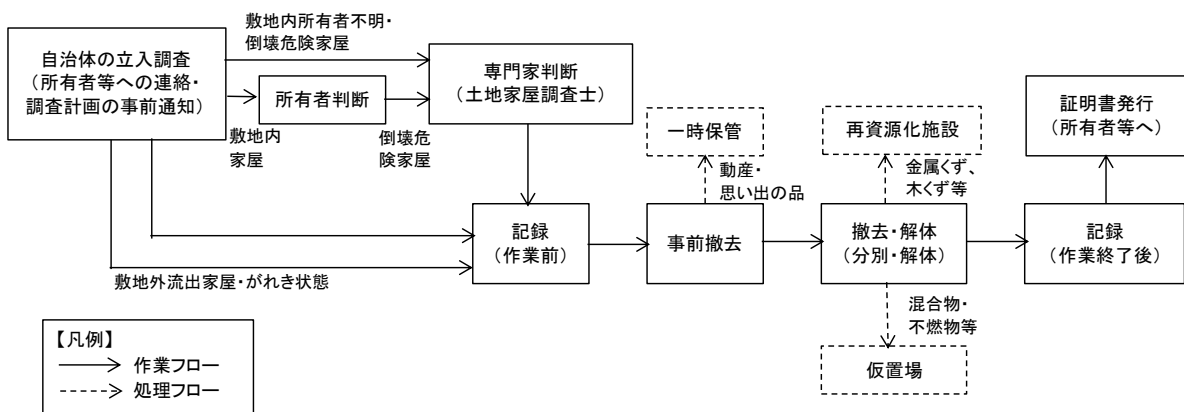 自治体の立入調査
（所有者等への連絡・
調査計画の事前通知）
敷地内所有者不明・
倒壊危険家屋
所有者判断
敷地内
家屋
倒壊危
険家屋
専門家判断
（土地家屋調査士）
敷地外流出家屋・がれき状態
記録
（作業前）
一時保管
動産・
思い出の品
事前撤去
再資源化施設
金属くず、
木くず等
撤去・解体
（分別・解体）
混合物・
不燃物等
仮置場
証明書発行
（所有者等へ）
記録
（作業終了後）
【凡例】
作業フロー
処理フロー